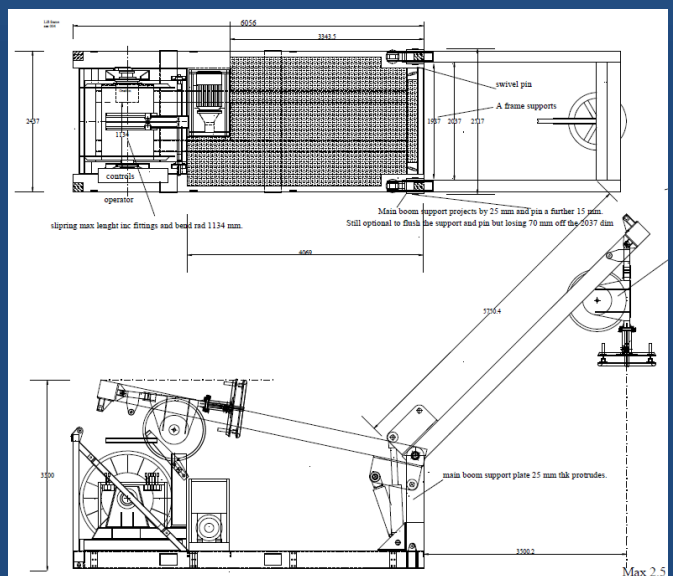 6056
3343.5
swivel pin
A frame supports
2437
1937 2037 2317
1134
controls
operator
Main boom support projects by 25 mm and pin a further 15 mm.
Still optional to flush the support and pin but losing 70 mm off the 2037 dim
slipring max lenght inc fittings and bend rad 1134 mm.
4069
5750.4
3500
main boom support plate 25 mm thk protrudes.
3500.2
Max 2.5